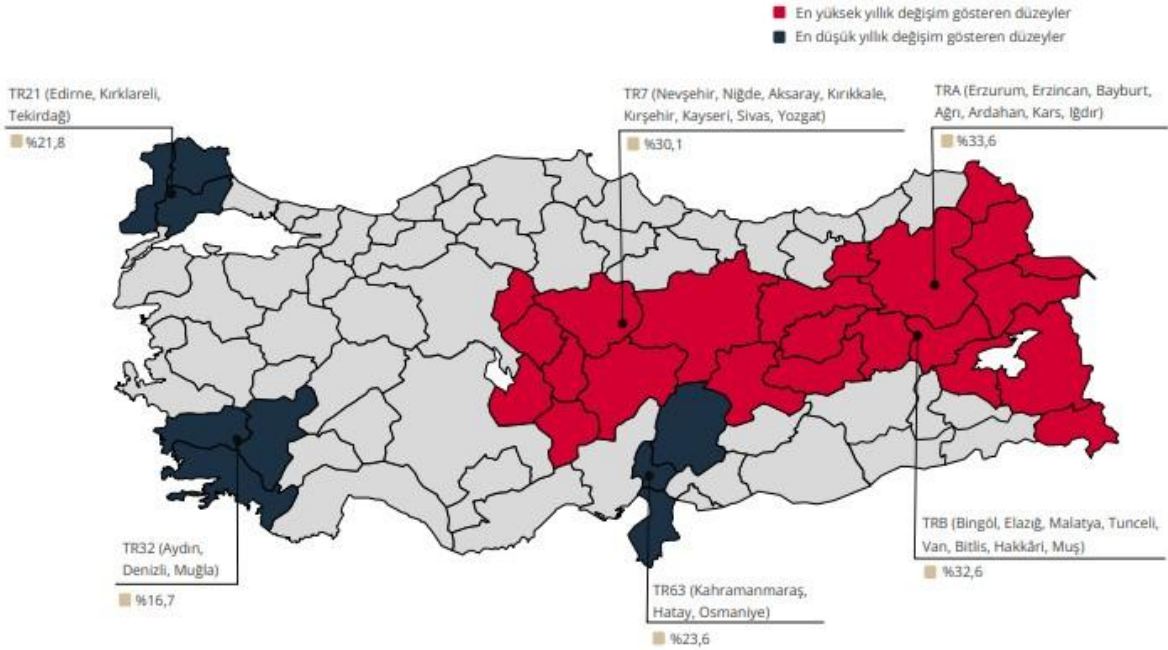 En yüksek yıllık değişim gösteren düzeyler
En düşük yıllık değişim gösteren düzeyler
TR21 (Edirne, Kırklareli,
Tekirdağ)
%21,8
TR7 (Nevşehir, Niğde, Aksaray, Kırıkkale,
Kırşehir, Kayseri, Sivas, Yozgat)
%30,1
TRA (Erzurum, Erzincan, Bayburt,
Ağrı, Ardahan, Kars, Iğdır)
%33,6
TR32 (Aydın,
Denizli, Muğla)
%16,7
TR63 (Kahramanmaraş,
Hatay, Osmaniye)
%23,6
TRB (Bingöl, Elazığ, Malatya, Tunceli,
Van, Bitlis, Hakkâri, Muş)
%32,6